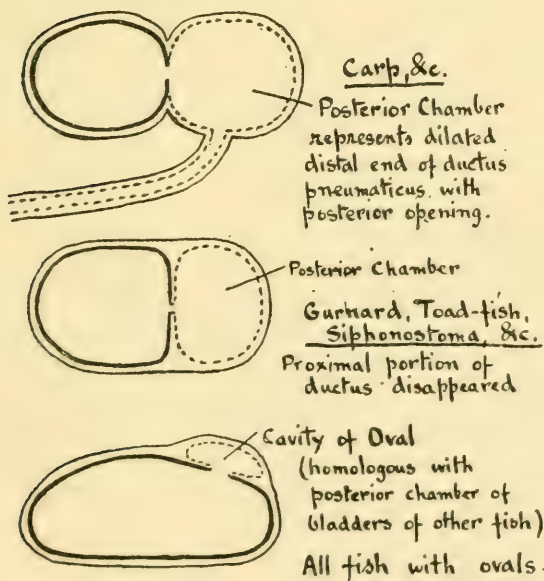 Carp, &c.
Posterior Chamber
represents dilated
distal end of ductus
pneumaticus with
posterior opening.
Posterior Chamber
Gurnard, Toad-fish,
Siphonostoma, &c.
Proximal portion of
ductus disappeared
Cavity of Oval
(homologous with
posterior chamber of
bladders of other fish)
All fish with ovals.